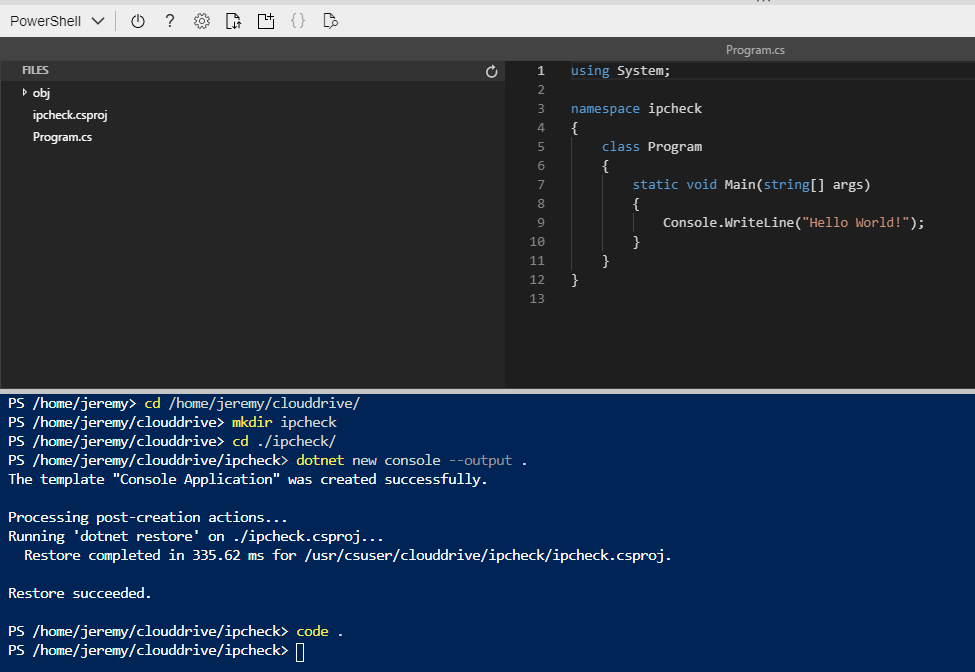 PowerShell
Program.cs
FILES
obj
ipcheck.csproj
Program.cs
1 using System;
2
3 namespace ipcheck
4 {
5     class Program
6     {
7         static void Main(string[] args)
8         {
9             Console.WriteLine("Hello World!");
10         }
11     }
12 }
13
PS /home/jeremy> cd /home/jeremy/clouddrive/
PS /home/jeremy/clouddrive> mkdir ipcheck
PS /home/jeremy/clouddrive> cd ./ipcheck/
PS /home/jeremy/clouddrive/ipcheck> dotnet new console --output .
The template "Console Application" was created successfully.
Processing post-creation actions...
Running 'dotnet restore' on ./ipcheck.csproj...
  Restore completed in 335.62 ms for /usr/csuser/clouddrive/ipcheck/ipcheck.csproj.
Restore succeeded.
PS /home/jeremy/clouddrive/ipcheck> code .
PS /home/jeremy/clouddrive/ipcheck>